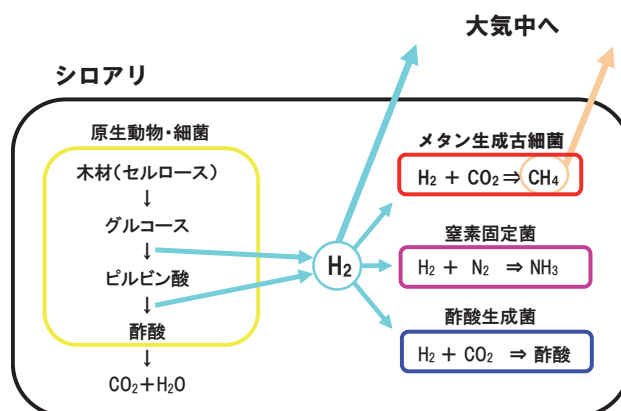 大気中へ
シロアリ
原生動物・細菌
木材(セルロース)
↓
グルコース
↓
ピルビン酸
↓
酢酸
↓
CO₂+H₂O
H₂
メタン生成古細菌
H₂ + CO₂⇒ CH₄
窒素固定菌
H₂ + N₂ ⇒ NH₃
酢酸生成菌
H₂ + CO₂ ⇒ 酢酸